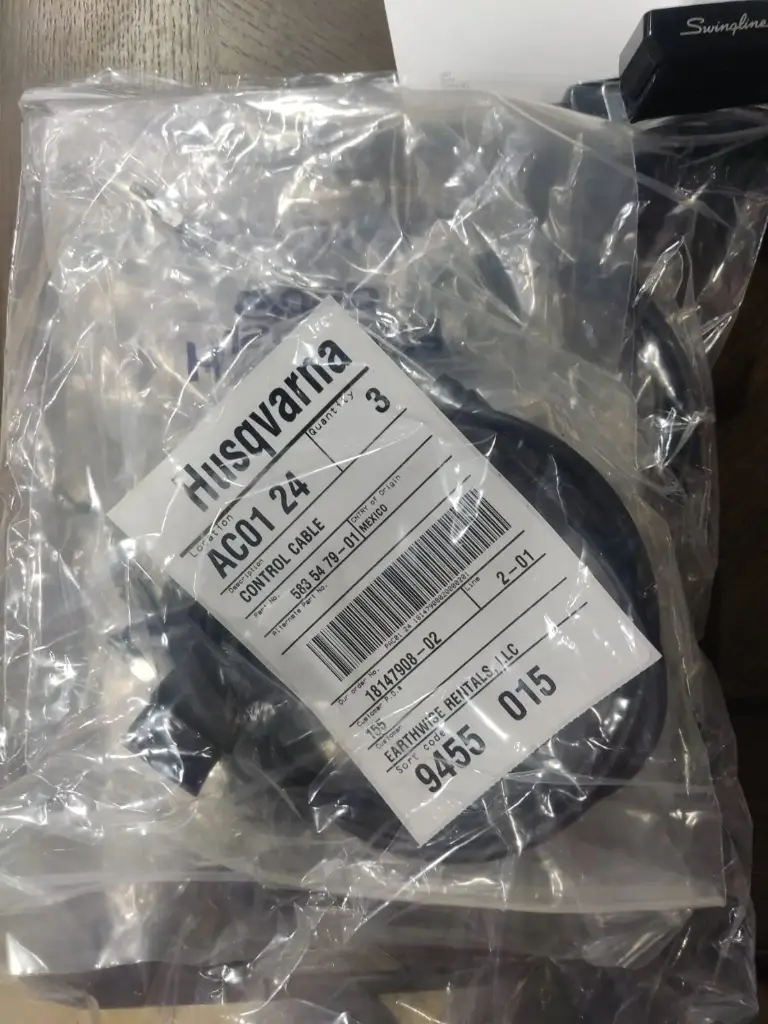 Swingline
Husqvarna
Location
Quantity
AC01 24
3
Description
CONTROL CABLE
Part No.
CNTRY of Origin
583 54 79-01
MEXICO
Alternate Part No.
Our order No.
Line
18147908-02
2-01
Customer P.O.#
155
Customer
EARTHWISE RENTALS, LLC
Sort code
9455 015